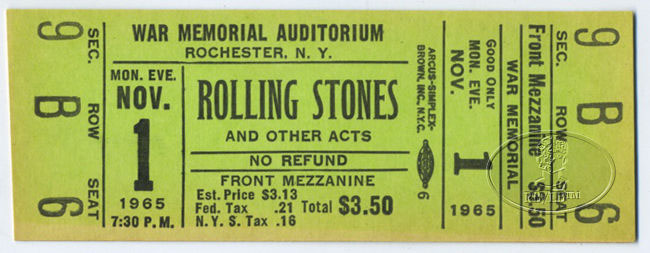 9
SEC.
B
ROW
6
SEAT
WAR MEMORIAL AUDITORIUM
ROCHESTER, N. Y.
MON. EVE.
NOV.
1
1965
7:30 P.M.
ROLLING STONES
AND OTHER ACTS
NO REFUND
FRONT MEZZANINE
Est. Price $3.13
Fed. Tax .21 Total $3.50
N.Y.S. Tax .16
ARCUS-SIMPLEX-
BROWN, INC., N.Y.C.
6
GOOD ONLY
MON. EVE.
NOV.
1
1965
WAR MEMORIAL
Front Mezzanine $3.50
9
SEC.
B
ROW
6
SEAT